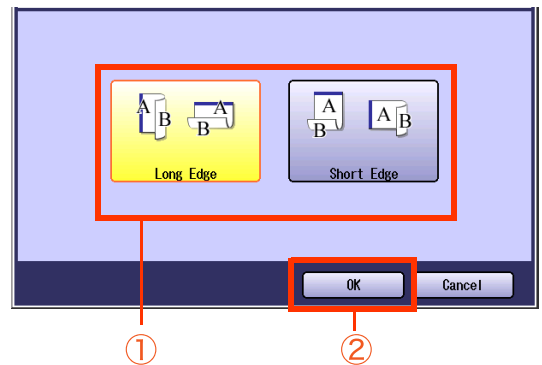 A B A B A B A B
Long Edge Short Edge
OK Cancel
① ②